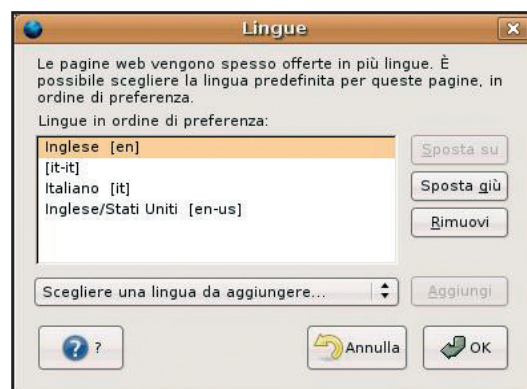 Lingue
Le pagine web vengono spesso offerte in più lingue. È
possibile scegliere la lingua predefinita per queste pagine, in
ordine di preferenza.
Lingue in ordine di preferenza:
Inglese [en]
[it-it]
Italiano [it]
Inglese/Stati Uniti [en-us]
Sposta su
Sposta giù
Rimuovi
Scegliere una lingua da aggiungere...
Aggiungi
?
Annulla
OK